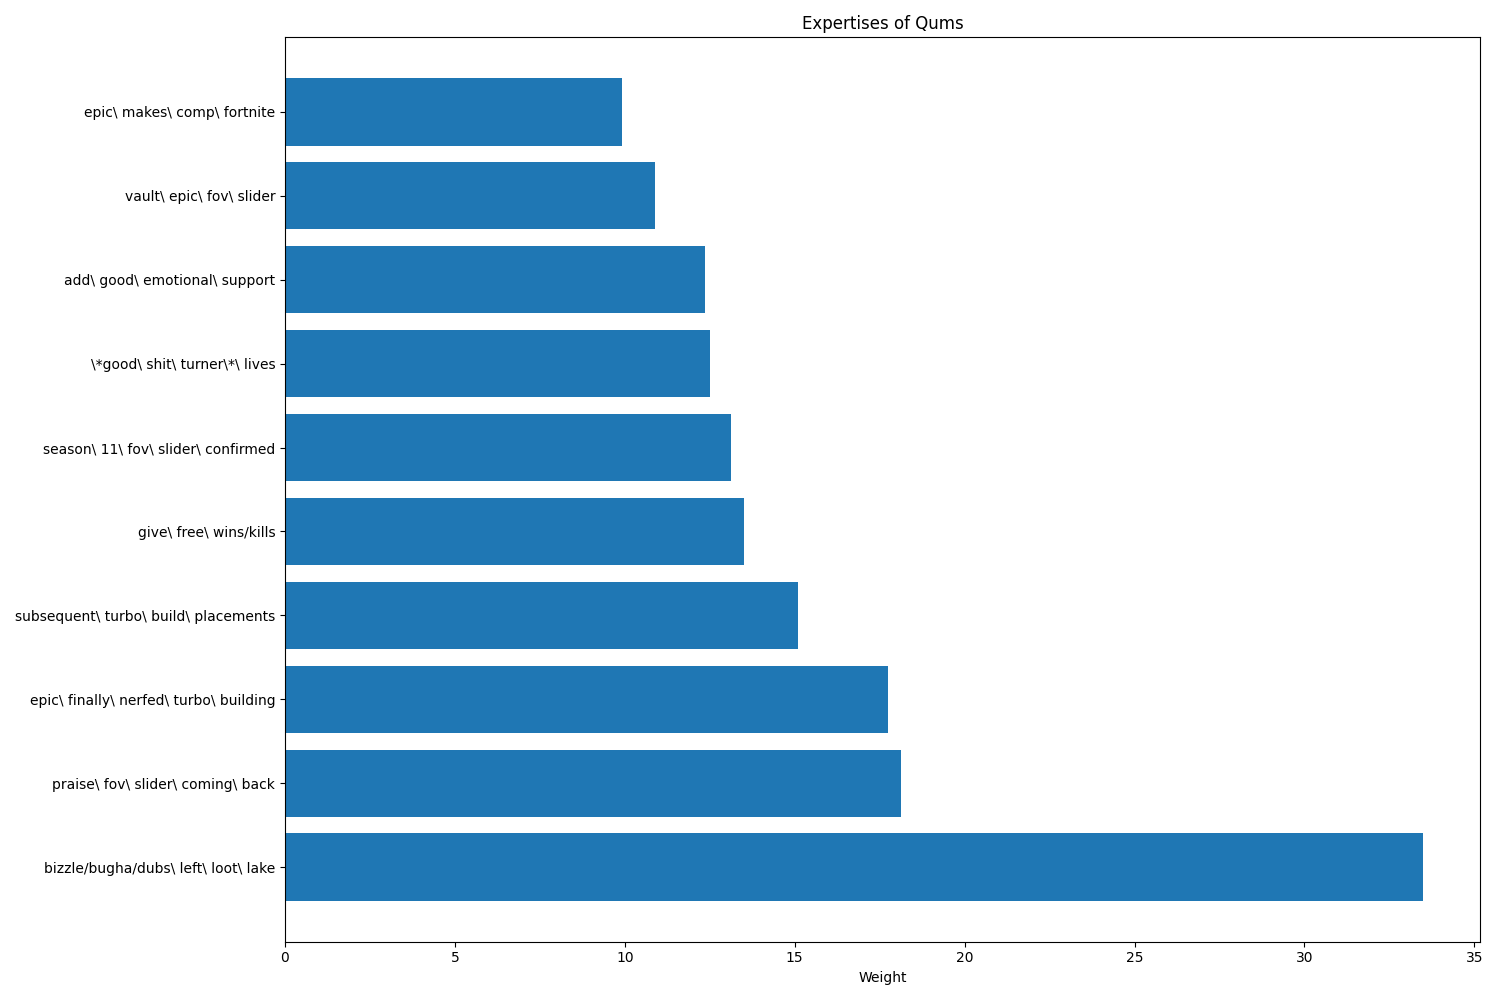 Expertises of Qums
epic\ makes\ comp\ fortnite
vault\ epic\ fov\ slider
add\ good\ emotional\ support
\*good\ shit\ turner\*\ lives
season\ 11\ fov\ slider\ confirmed
give\ free\ wins/kills
subsequent\ turbo\ build\ placements
epic\ finally\ nerfed\ turbo\ building
praise\ fov\ slider\ coming\ back
bizzle/bugha/dubs\ left\ loot\ lake
0 5 10 15 20 25 30 35
Weight